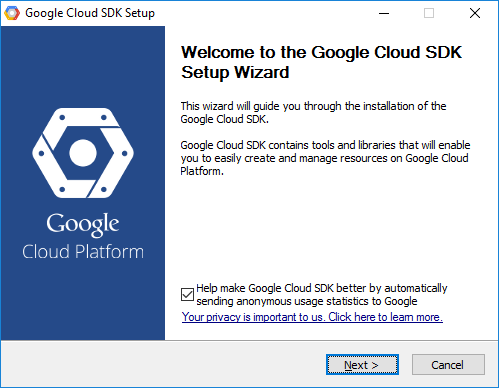 Google Cloud SDK Setup
Welcome to the Google Cloud SDK
Setup Wizard
This wizard will guide you through the installation of the
Google Cloud SDK.
Google Cloud SDK contains tools and libraries that will enable
you to easily create and manage resources on Google Cloud
Platform.
Google
Cloud Platform
Help make Google Cloud SDK better by automatically
sending anonymous usage statistics to Google
Your privacy is important to us. Click here to learn more.
Next >
Cancel